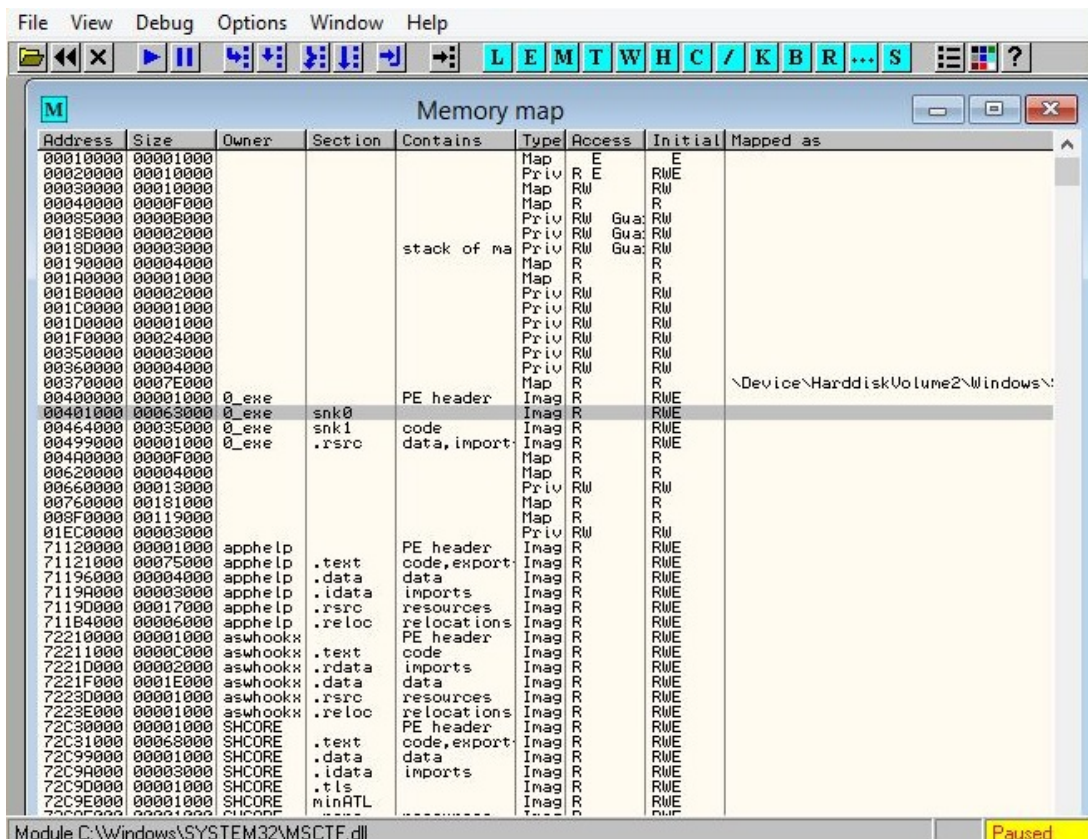 File View Debug Options Window Help
L E M T W H C / K B R ... S ?
M Memory map
Address Size Owner Section Contains Type Access Initial Mapped as
00010000 00001000 Map E E
00020000 00010000 Priv R E RWE
00030000 00010000 Map RW RW
00040000 0000F000 Map R R
00085000 0000B000 Priv RW Gua: RW
0018B000 00002000 Priv RW Gua: RW
0018D000 00003000 stack of ma Priv RW Gua: RW
00190000 00004000 Map R R
001A0000 00001000 Map R R
001B0000 00002000 Priv RW RW
001C0000 00001000 Priv RW RW
001D0000 00001000 Priv RW RW
001F0000 00024000 Priv RW RW
00350000 00003000 Priv RW RW
00360000 00004000 Priv RW RW
00370000 0007E000 Map R R \Device\HarddiskVolume2\Windows\
00400000 00001000 0_exe PE header Imag R RWE
00401000 00063000 0_exe snk0 Imag R RWE
00464000 00035000 0_exe snk1 code Imag R RWE
00499000 00001000 0_exe .rsrc data,import Imag R RWE
004A0000 0000F000 Map R R
00620000 00004000 Map R R
00660000 00013000 Priv RW RW
00760000 00181000 Map R R
008F0000 00119000 Map R R
01EC0000 00003000 Priv RW RW
71120000 00001000 apphelp PE header Imag R RWE
71121000 00075000 apphelp .text code,export Imag R RWE
71196000 00004000 apphelp .data data Imag R RWE
7119A000 00003000 apphelp .idata imports Imag R RWE
7119D000 00017000 apphelp .rsrc resources Imag R RWE
711B4000 00006000 apphelp .reloc relocations Imag R RWE
72210000 00001000 aswhookx PE header Imag R RWE
72211000 0000C000 aswhookx .text code Imag R RWE
7221D000 00002000 aswhookx .rdata imports Imag R RWE
7221F000 0001E000 aswhookx .data data Imag R RWE
7223D000 00001000 aswhookx .rsrc resources Imag R RWE
7223E000 00001000 aswhookx .reloc relocations Imag R RWE
72C30000 00001000 SHCORE PE header Imag R RWE
72C31000 00068000 SHCORE .text code,export Imag R RWE
72C99000 00001000 SHCORE .data data Imag R RWE
72C9A000 00003000 SHCORE .idata imports Imag R RWE
72C9D000 00001000 SHCORE .tls Imag R RWE
72C9E000 00001000 SHCORE minATL Imag R RWE
Module C:\Windows\SYSTEM32\MSCTF.dll Paused